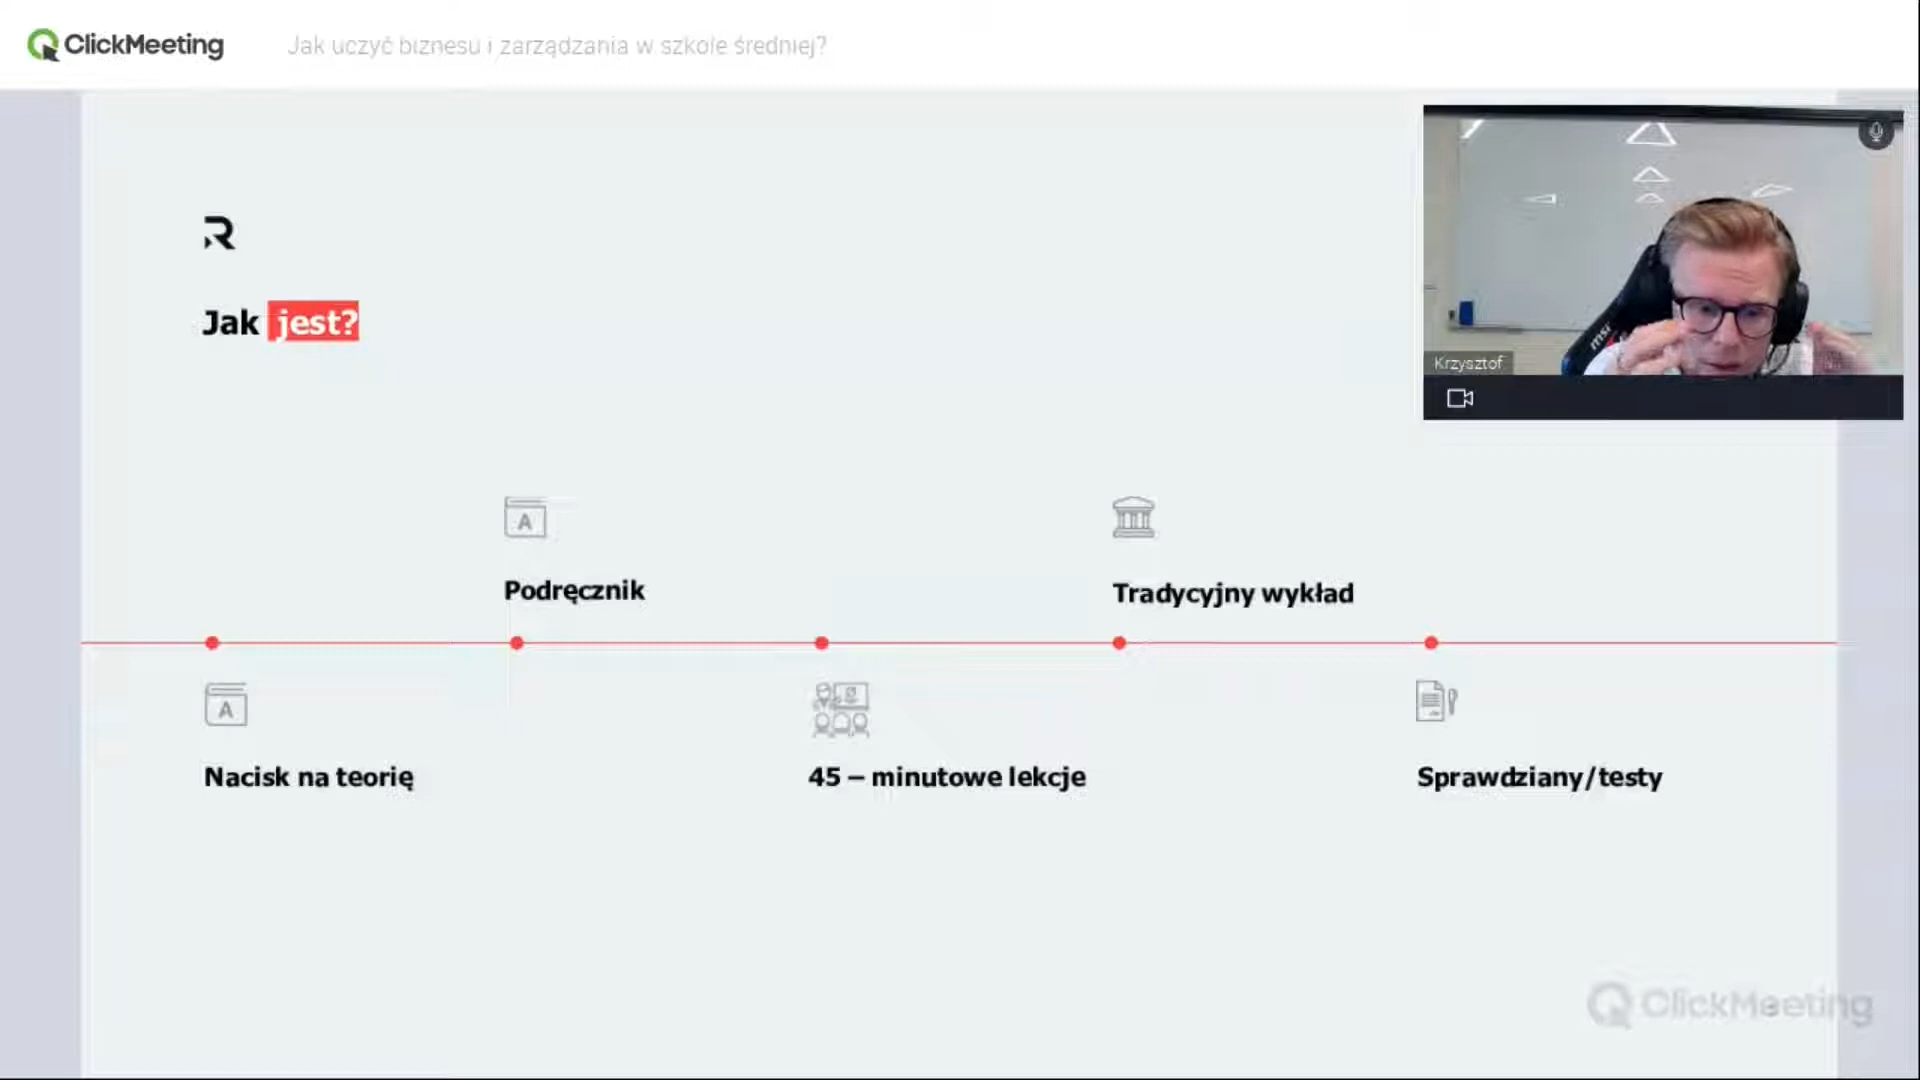 ClickMeeting
Jak uczyć biznesu i zarządzania w szkole średniej?
R
Jak jest?
Krzysztof
msi
A
Podręcznik
Tradycyjny wykład
A
Nacisk na teorię
45 – minutowe lekcje
Sprawdziany/testy
ClickMeeting